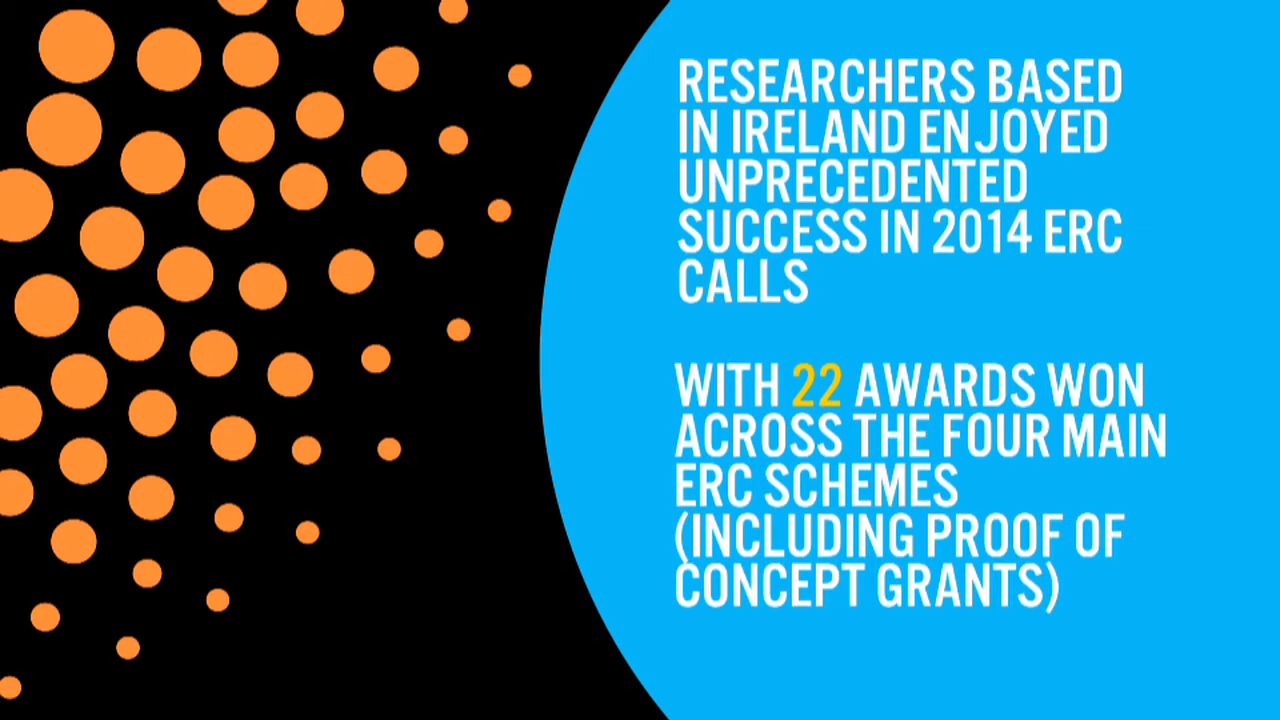 RESEARCHERS BASED
IN IRELAND ENJOYED
UNPRECEDENTED
SUCCESS IN 2014 ERC
CALLS
WITH 22 AWARDS WON
ACROSS THE FOUR MAIN
ERC SCHEMES
(INCLUDING PROOF OF
CONCEPT GRANTS)